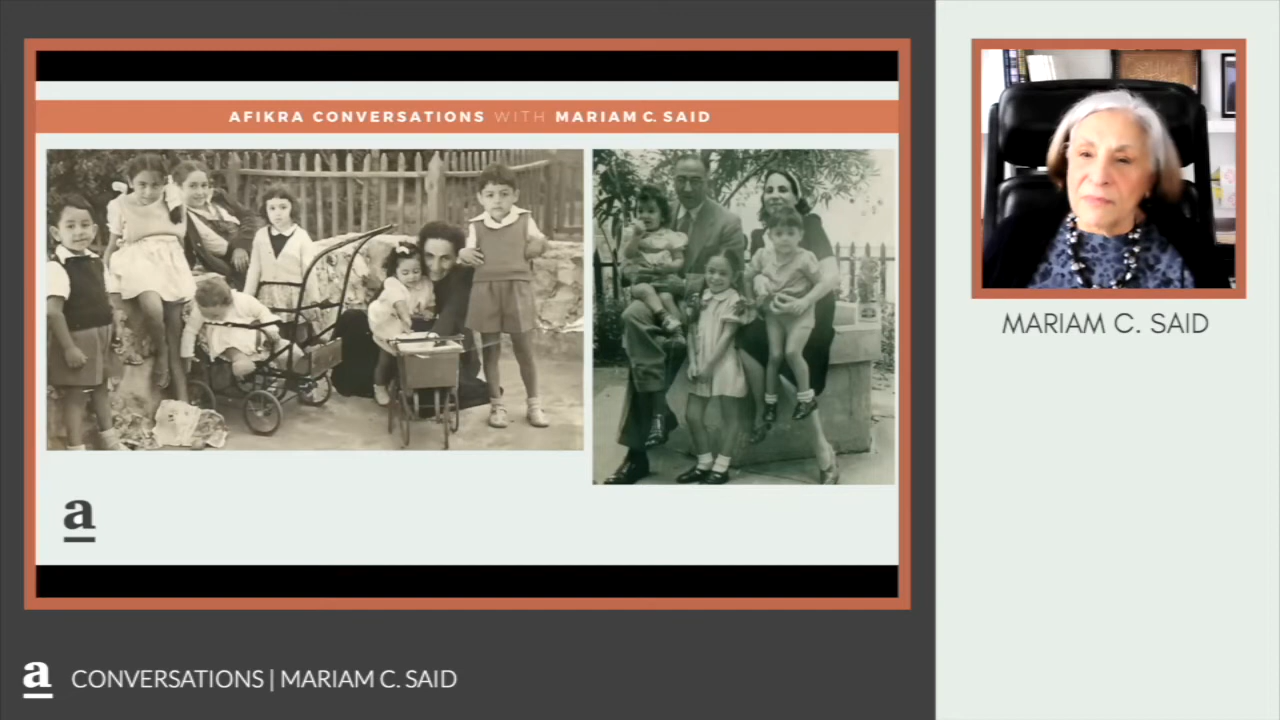 AFIKRA CONVERSATIONS WITH MARIAM C. SAID
MARIAM C. SAID
a
a CONVERSATIONS | MARIAM C. SAID